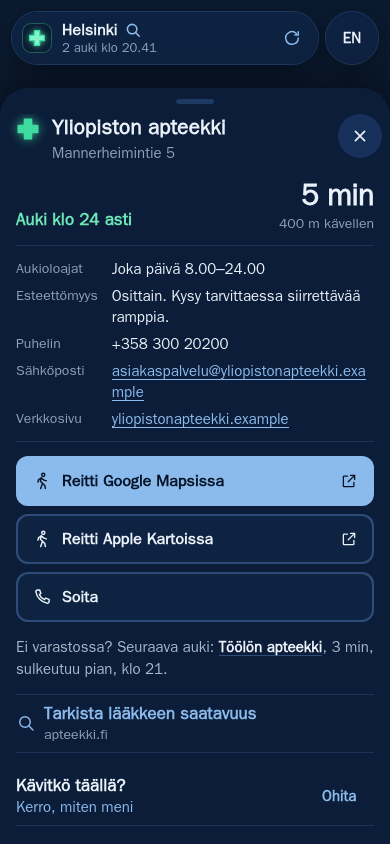 Helsinki
2 auki klo 20.41
EN
Yliopiston apteekki
Mannerheimintie 5
5 min
Auki klo 24 asti
400 m kävellen
Aukioloajat Joka päivä 8.00–24.00
Esteettömyys Osittain. Kysy tarvittaessa siirrettävää
ramppia.
Puhelin +358 300 20200
Sähköposti asiakaspalvelu@yliopistonapteekki.exa
mple
Verkkosivu yliopistonapteekki.example
Reitti Google Mapsissa
Reitti Apple Kartoissa
Soita
Ei varastossa? Seuraava auki: Töölön apteekki, 3 min,
sulkeutuu pian, klo 21.
Tarkista lääkkeen saatavuus
apteekki.fi
Kävitkö täällä?
Kerro, miten meni
Ohita